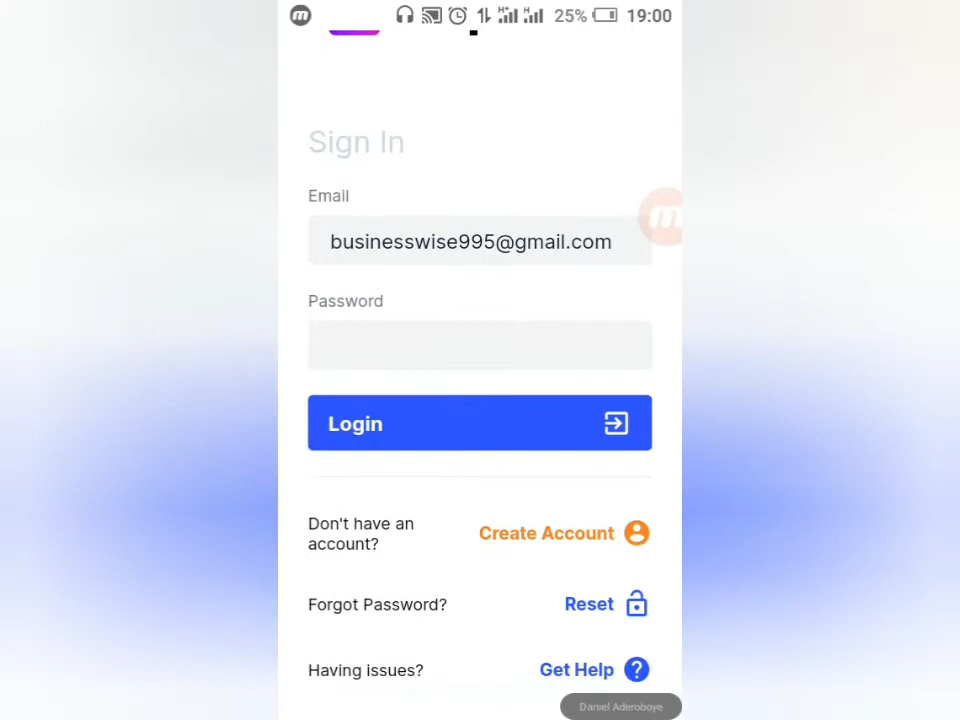 25% 19:00
Sign In
Email
businesswise995@gmail.com
Password
Login
Don't have an
account?
Create Account
Forgot Password?
Reset
Having issues?
Get Help
Daniel Aderoboye